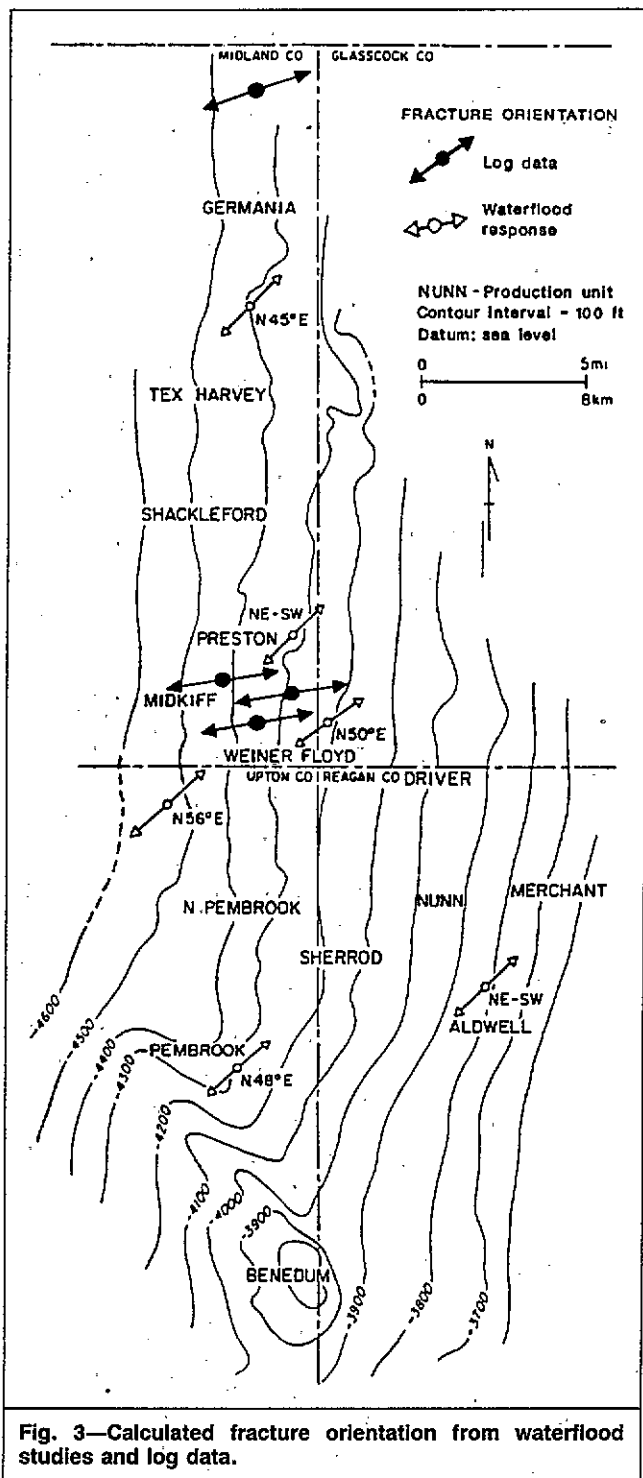 MIDLAND CO GLASSCOCK CO
FRACTURE ORIENTATION
Log data
Waterflood
response
GERMANIA
NUNN - Production unit
Contour Interval - 100 ft
Datum: sea level
N45°E
0 5mi
0 8km
TEX HARVEY
N
SHACKLEFORD
NE-SW
PRESTON
MIDKIFF
N50°E
WEINER FLOYD
UPTON CO REAGAN CO DRIVER
N56°E
N. PEMBROOK
NUNN
MERCHANT
SHERROD
NE-SW
ALDWELL
-4600
-4500
-4400
-4300
PEMBROOK
N48°E
-4200
-4100
-4000
-3900
BENEDUM
-3900
-3800
-3700
Fig. 3—Calculated fracture orientation from waterflood
studies and log data.